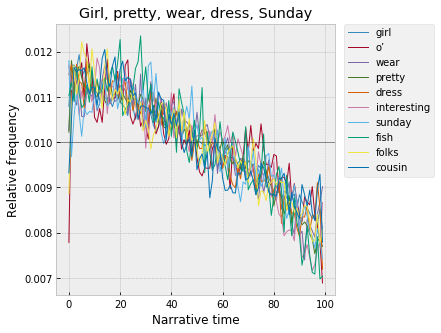 Girl, pretty, wear, dress, Sunday
Relative frequency
0.012
0.011
0.010
0.009
0.008
0.007
0
20
40
60
80
100
Narrative time
girl
o’
wear
pretty
dress
interesting
sunday
fish
folks
cousin